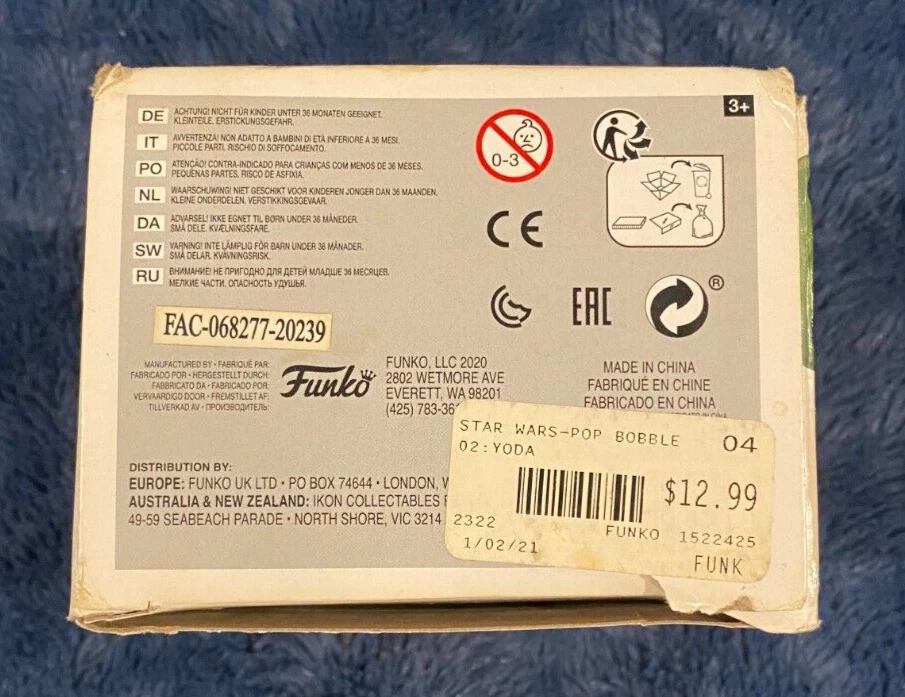 3+
DE ACHTUNG! NICHT FÜR KINDER UNTER 36 MONATEN GEEIGNET.
KLEINTEILE. ERSTICKUNGSGEFAHR.
IT AVVERTENZA! NON ADATTO A BAMBINI DI ETÀ INFERIORE A 36 MESI.
PICCOLE PARTI. RISCHIO DI SOFFOCAMENTO.
PO ATENCÃO! CONTRA-INDICADO PARA CRIANÇAS COM MENOS DE 36 MESES.
PEQUENAS PARTES. RISCO DE ASFIXIA.
NL WAARSCHUWING! NIET GESCHIKT VOOR KINDEREN JONGER DAN 36 MAANDEN.
KLEINE ONDERDELEN. VERSTIKKINGSGEVAAR.
DA ADVARSEL! IKKE EGNET TIL BØRN UNDER 36 MÅNEDER.
SMÅ DELE. KVÆLNINGSFARE.
SW VARNING! INTE LÄMPLIG FÖR BARN UNDER 36 MÅNADER.
SMÅ DELAR. KVÄVNINGSRISK.
RU ВНИМАНИЕ! НЕ ПРИГОДНО ДЛЯ ДЕТЕЙ МЛАДШЕ 36 МЕСЯЦЕВ.
МЕЛКИЕ ЧАСТИ. ОПАСНОСТЬ УДУШЬЯ.
0-3
CE
EAC
®
FAC-068277-20239
MANUFACTURED BY • FABRIQUÉ PAR:
FABRICADO POR • HERGESTELLT DURCH:
FABBRICATO DA • FABRICADO POR:
VERVAARDIGD DOOR • FREMSTILLET AF:
TILLVERKAD AV • ПРОИЗВОДИТЕЛЬ:
Funko
FUNKO, LLC 2020
2802 WETMORE AVE
EVERETT, WA 98201
(425) 783-36
MADE IN CHINA
FABRIQUÉ EN CHINE
FABRICADO EN CHINA
DISTRIBUTION BY:
EUROPE: FUNKO UK LTD • PO BOX 74644 • LONDON,
AUSTRALIA & NEW ZEALAND: IKON COLLECTABLES
49-59 SEABEACH PARADE • NORTH SHORE, VIC 3214
STAR WARS-POP BOBBLE 04
02:YODA
$12.99
2322 FUNKO 1522425
1/02/21 FUNK